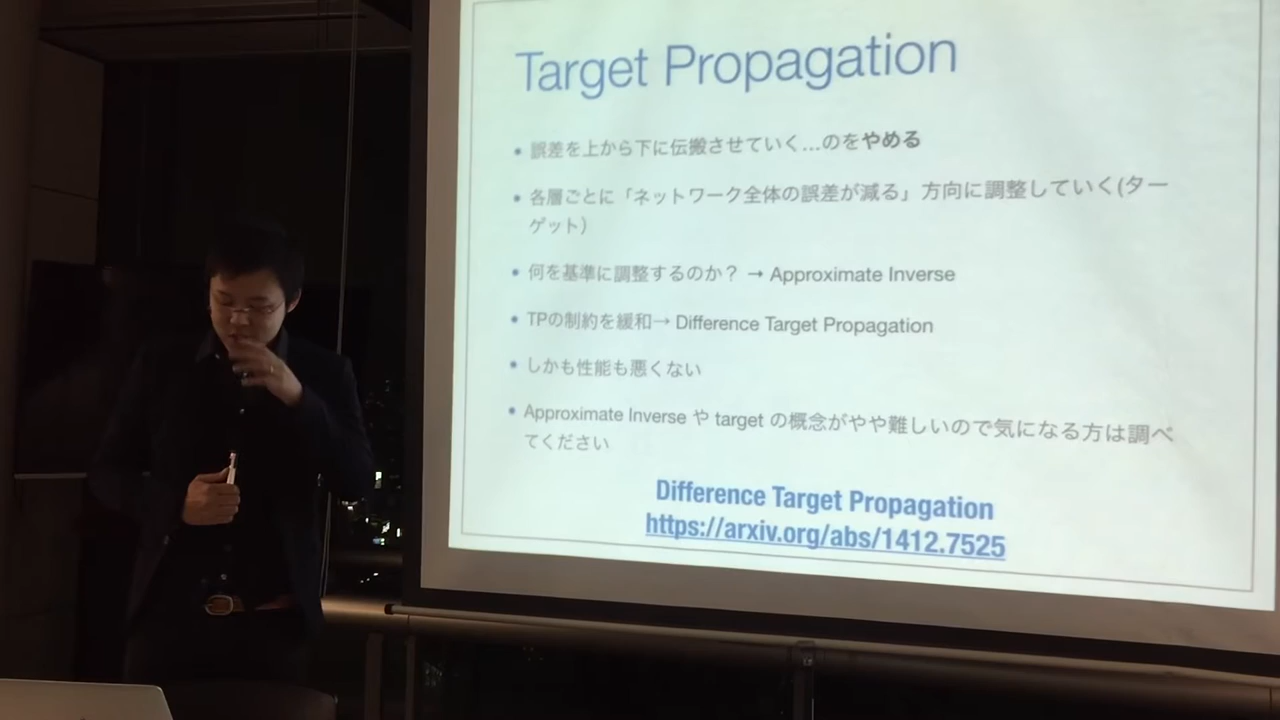 Target Propagation
• 誤差を上から下に伝搬させていく...のをやめる
• 各層ごとに「ネットワーク全体の誤差が減る」方向に調整していく(ター
ゲット)
• 何を基準に調整するのか？ → Approximate Inverse
• TPの制約を緩和→ Difference Target Propagation
• しかも性能も悪くない
• Approximate Inverse や target の概念がやや難しいので気になる方は調べ
てください
Difference Target Propagation
https://arxiv.org/abs/1412.7525